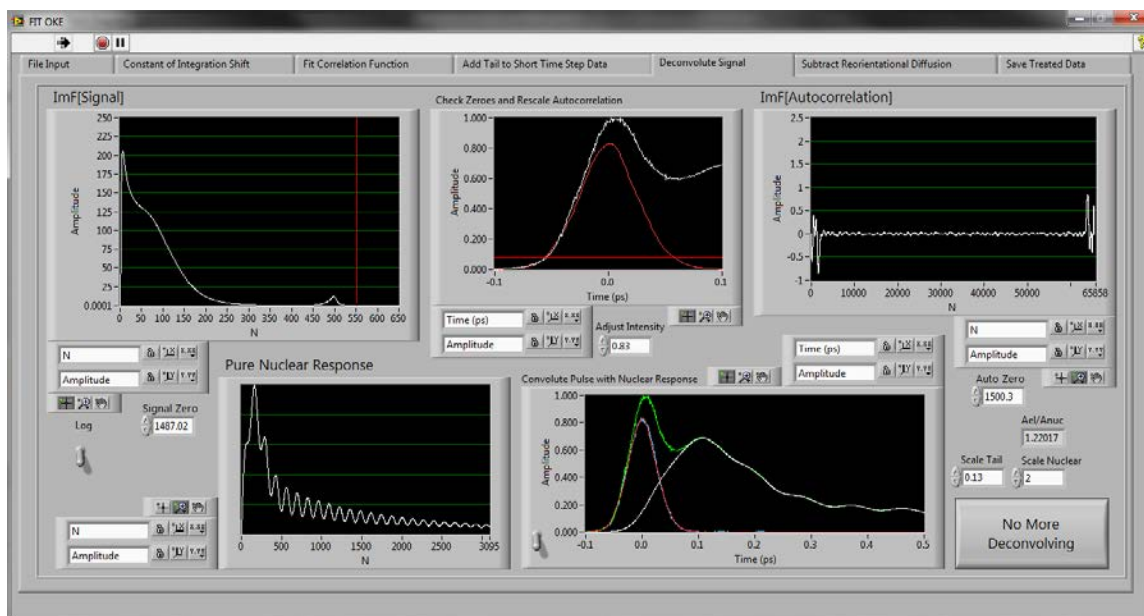 FIT OKE
File Input Constant of Integration Shift Fit Correlation Function Add Tail to Short Time Step Data Deconvolute Signal Subtract Reorientational Diffusion Save Treated Data
ImF[Signal]
250
225
200
175
150
125
100
75
50
25
0.0001
Amplitude
0 50 100 150 200 250 300 350 400 450 500 550 600 650
N
N
Amplitude
Log
Signal Zero
1487.02
Check Zeroes and Rescale Autocorrelation
1.000
0.800
0.600
0.400
0.200
0.000
Amplitude
-0.1 0.0 0.1
Time (ps)
Time (ps)
Amplitude
Adjust Intensity
0.83
ImF[Autocorrelation]
2.5
2
1.5
1
0.5
0
-0.5
-1
Amplitude
0 10000 20000 30000 40000 50000 65858
N
Time (ps)
Amplitude
N
Amplitude
Auto Zero
1500.3
Ael/Anuc
1.22017
Scale Tail Scale Nuclear
0.13 2
No More
Deconvolving
Pure Nuclear Response
0 500 1000 1500 2000 2500 3095
N
N
Amplitude
Convolute Pulse with Nuclear Response
1.000
0.800
0.600
0.400
0.200
0.000
Amplitude
-0.1 0.0 0.1 0.2 0.3 0.4 0.5
Time (ps)